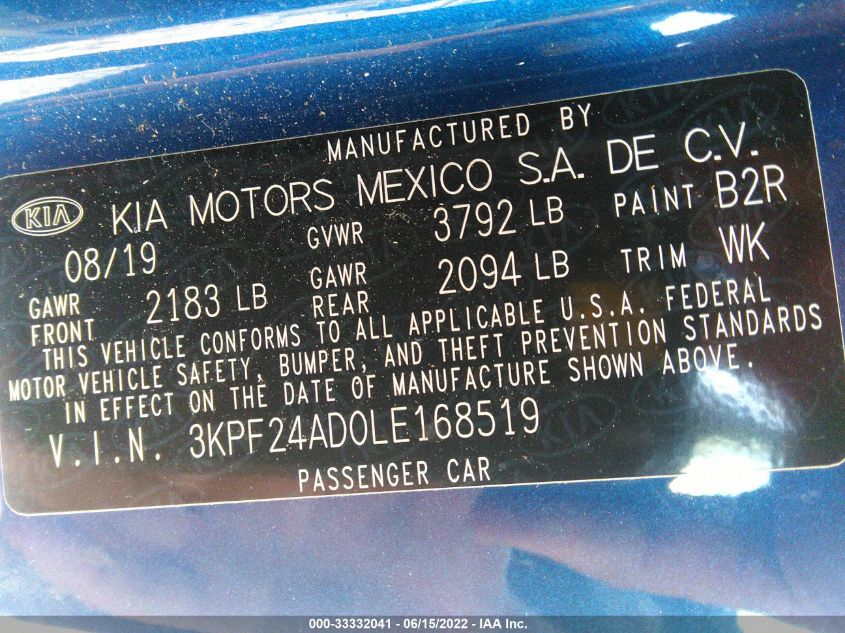 MANUFACTURED BY
KIA KIA MOTORS MEXICO S.A. DE C.V.
08/19 GVWR 3792 LB PAINT B2R
GAWR FRONT 2183 LB GAWR REAR 2094 LB TRIM WK
THIS VEHICLE CONFORMS TO ALL APPLICABLE U.S.A. FEDERAL
MOTOR VEHICLE SAFETY, BUMPER, AND THEFT PREVENTION STANDARDS
IN EFFECT ON THE DATE OF MANUFACTURE SHOWN ABOVE.
V.I.N. 3KPF24AD0LE168519
PASSENGER CAR
000-33332041 - 06/15/2022 - IAA Inc.